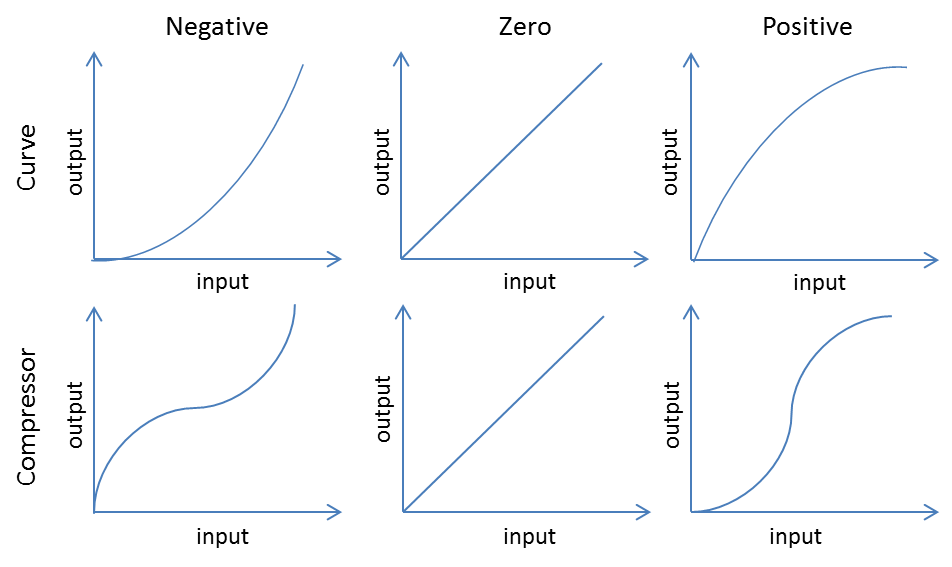 Negative Zero Positive
Curve
output output output
input input input
Compressor
output output output
input input input